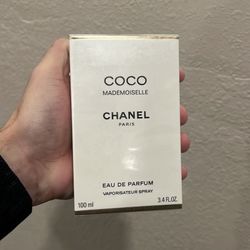 COCO
MADEMOISELLE
CHANEL
PARIS
EAU DE PARFUM
VAPORISATEUR SPRAY
100 ml 3.4 FL. OZ.